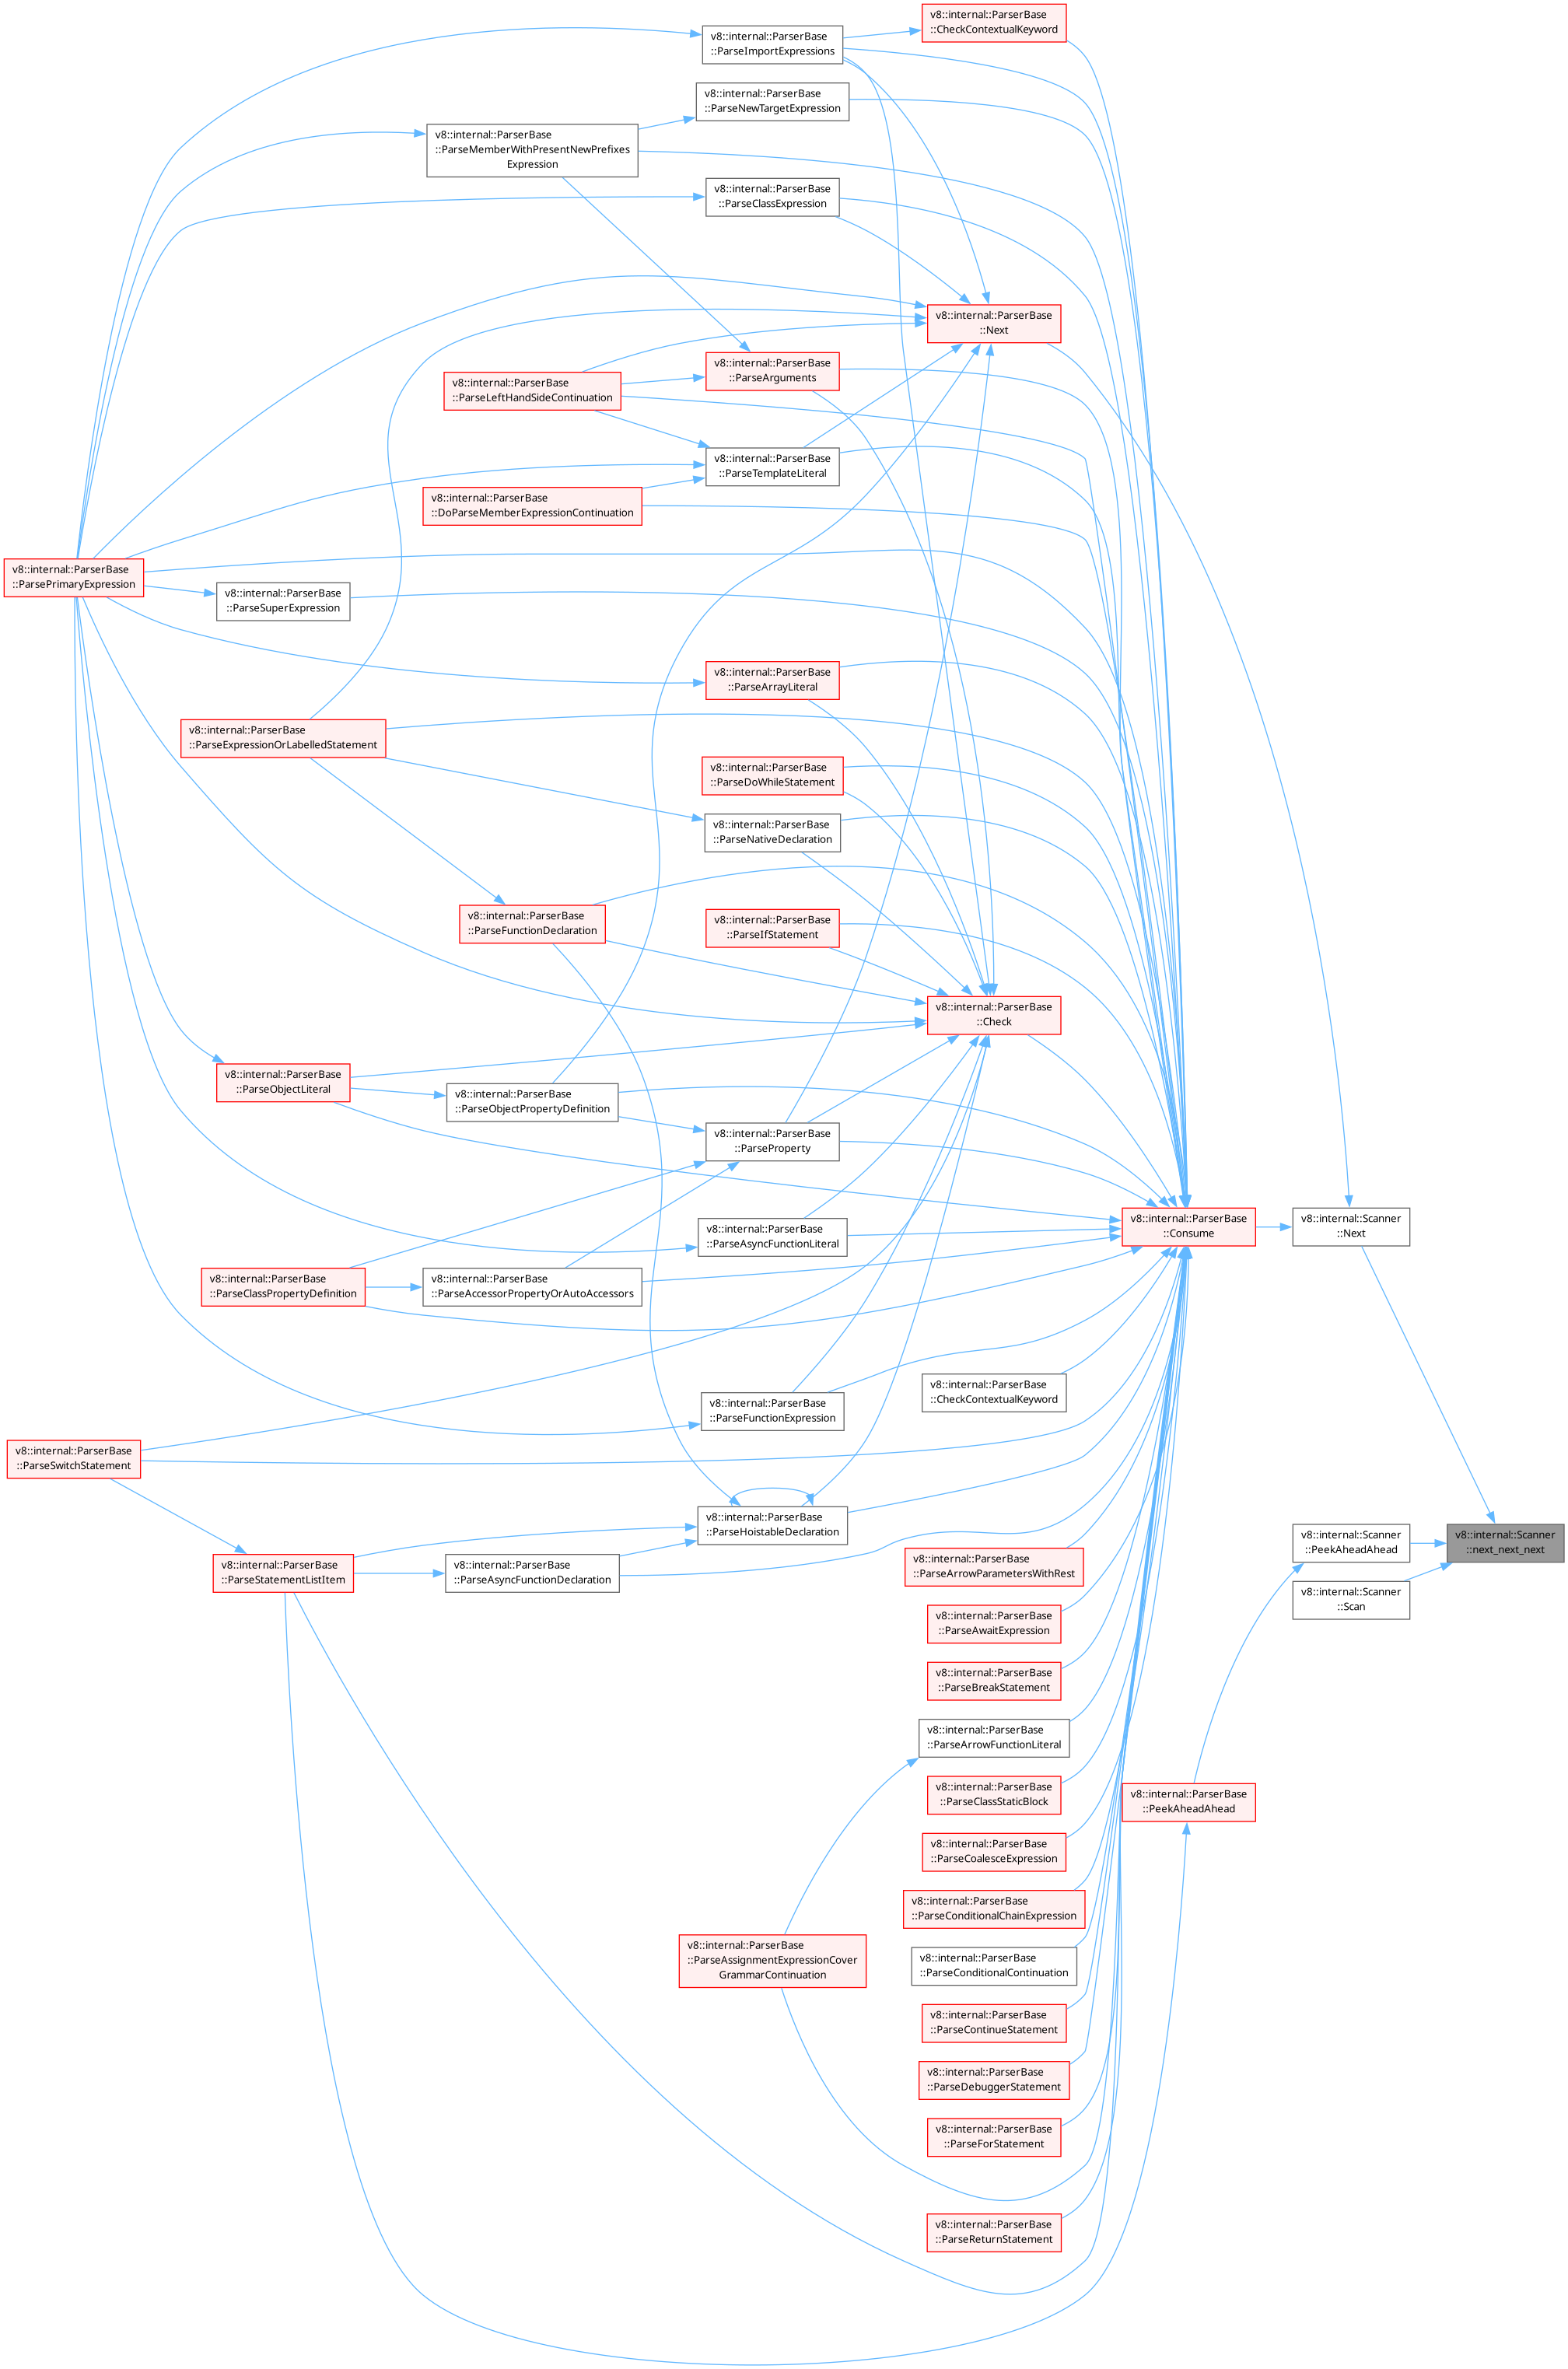 v8::internal::ParserBase
::CheckContextualKeyword
v8::internal::ParserBase
::ParseImportExpressions
v8::internal::ParserBase
::ParseNewTargetExpression
v8::internal::ParserBase
::ParseMemberWithPresentNewPrefixes
Expression
v8::internal::ParserBase
::ParseClassExpression
v8::internal::ParserBase
::Next
v8::internal::ParserBase
::ParseArguments
v8::internal::ParserBase
::ParseLeftHandSideContinuation
v8::internal::ParserBase
::ParseTemplateLiteral
v8::internal::ParserBase
::DoParseMemberExpressionContinuation
v8::internal::ParserBase
::ParsePrimaryExpression
v8::internal::ParserBase
::ParseSuperExpression
v8::internal::ParserBase
::ParseArrayLiteral
v8::internal::ParserBase
::ParseExpressionOrLabelledStatement
v8::internal::ParserBase
::ParseDoWhileStatement
v8::internal::ParserBase
::ParseNativeDeclaration
v8::internal::ParserBase
::ParseFunctionDeclaration
v8::internal::ParserBase
::ParseIfStatement
v8::internal::ParserBase
::Check
v8::internal::ParserBase
::ParseObjectLiteral
v8::internal::ParserBase
::ParseObjectPropertyDefinition
v8::internal::ParserBase
::ParseProperty
v8::internal::ParserBase
::ParseAsyncFunctionLiteral
v8::internal::ParserBase
::Consume
v8::internal::Scanner
::Next
v8::internal::ParserBase
::ParseClassPropertyDefinition
v8::internal::ParserBase
::ParseAccessorPropertyOrAutoAccessors
v8::internal::ParserBase
::CheckContextualKeyword
v8::internal::ParserBase
::ParseFunctionExpression
v8::internal::ParserBase
::ParseSwitchStatement
v8::internal::ParserBase
::ParseHoistableDeclaration
v8::internal::Scanner
::PeekAheadAhead
v8::internal::Scanner
::next_next_next
v8::internal::ParserBase
::ParseStatementListItem
v8::internal::ParserBase
::ParseAsyncFunctionDeclaration
v8::internal::ParserBase
::ParseArrowParametersWithRest
v8::internal::Scanner
::Scan
v8::internal::ParserBase
::ParseAwaitExpression
v8::internal::ParserBase
::ParseBreakStatement
v8::internal::ParserBase
::ParseArrowFunctionLiteral
v8::internal::ParserBase
::ParseClassStaticBlock
v8::internal::ParserBase
::PeekAheadAhead
v8::internal::ParserBase
::ParseCoalesceExpression
v8::internal::ParserBase
::ParseConditionalChainExpression
v8::internal::ParserBase
::ParseAssignmentExpressionCover
GrammarContinuation
v8::internal::ParserBase
::ParseConditionalContinuation
v8::internal::ParserBase
::ParseContinueStatement
v8::internal::ParserBase
::ParseDebuggerStatement
v8::internal::ParserBase
::ParseForStatement
v8::internal::ParserBase
::ParseReturnStatement